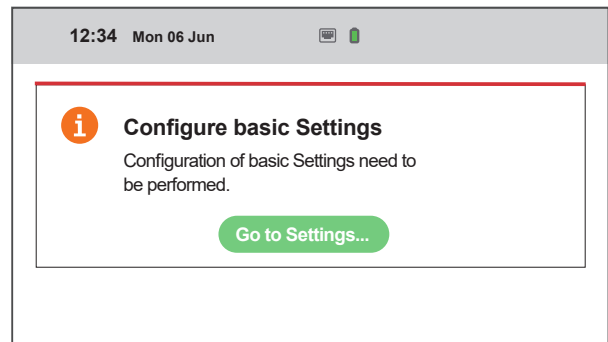 12:34 Mon 06 Jun
Configure basic Settings
Configuration of basic Settings need to
be performed.
Go to Settings...